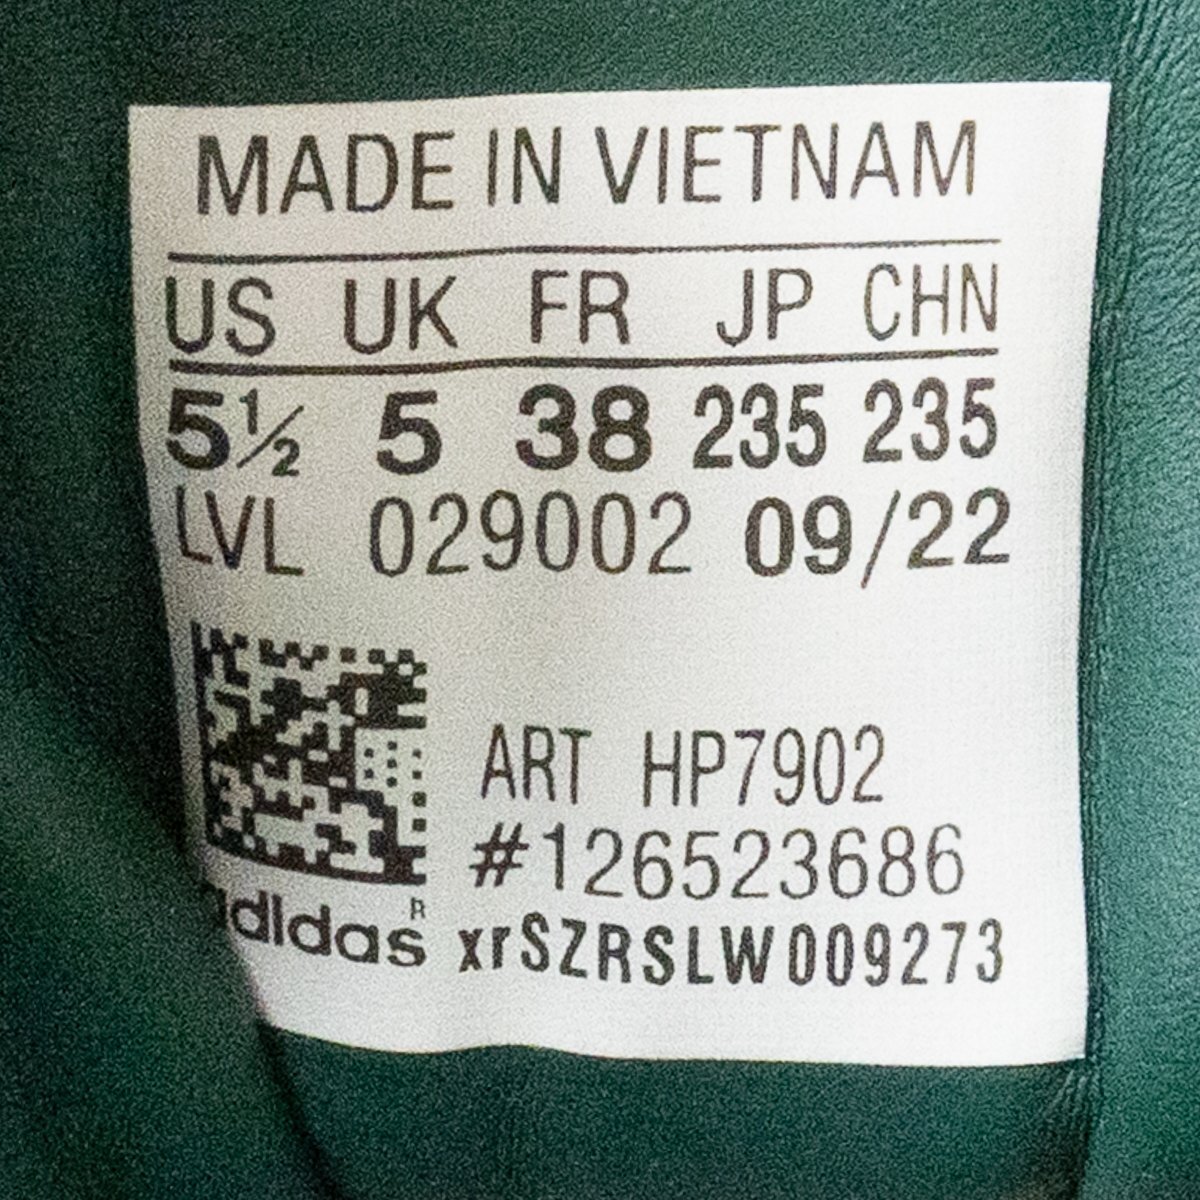 MADE IN VIETNAM
US UK FR JP CHN
5½ 5 38 235 235
LVL 029002 09/22
ART HP7902
#126523686
adidas R xrSZRSLW009273